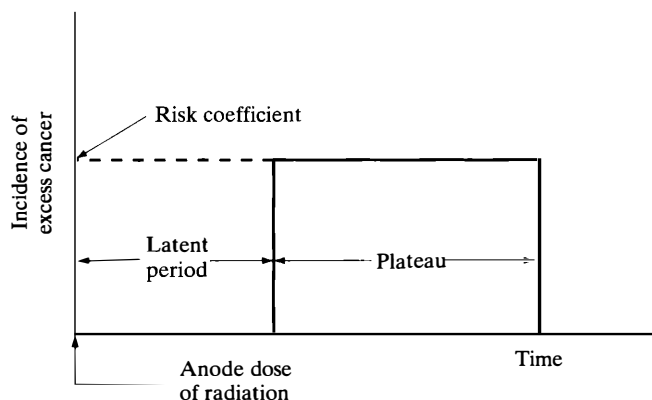 Incidence of
excess cancer
Risk coefficient
Latent
period
Plateau
Time
Anode dose
of radiation